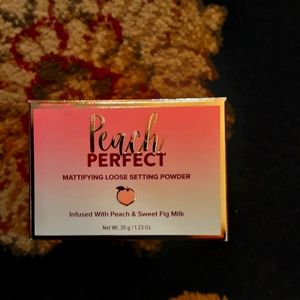 Peach
PERFECT
MATTIFYING LOOSE SETTING POWDER
Infused With Peach & Sweet Fig Milk
Net Wt. 35 g / 1.23 Oz.